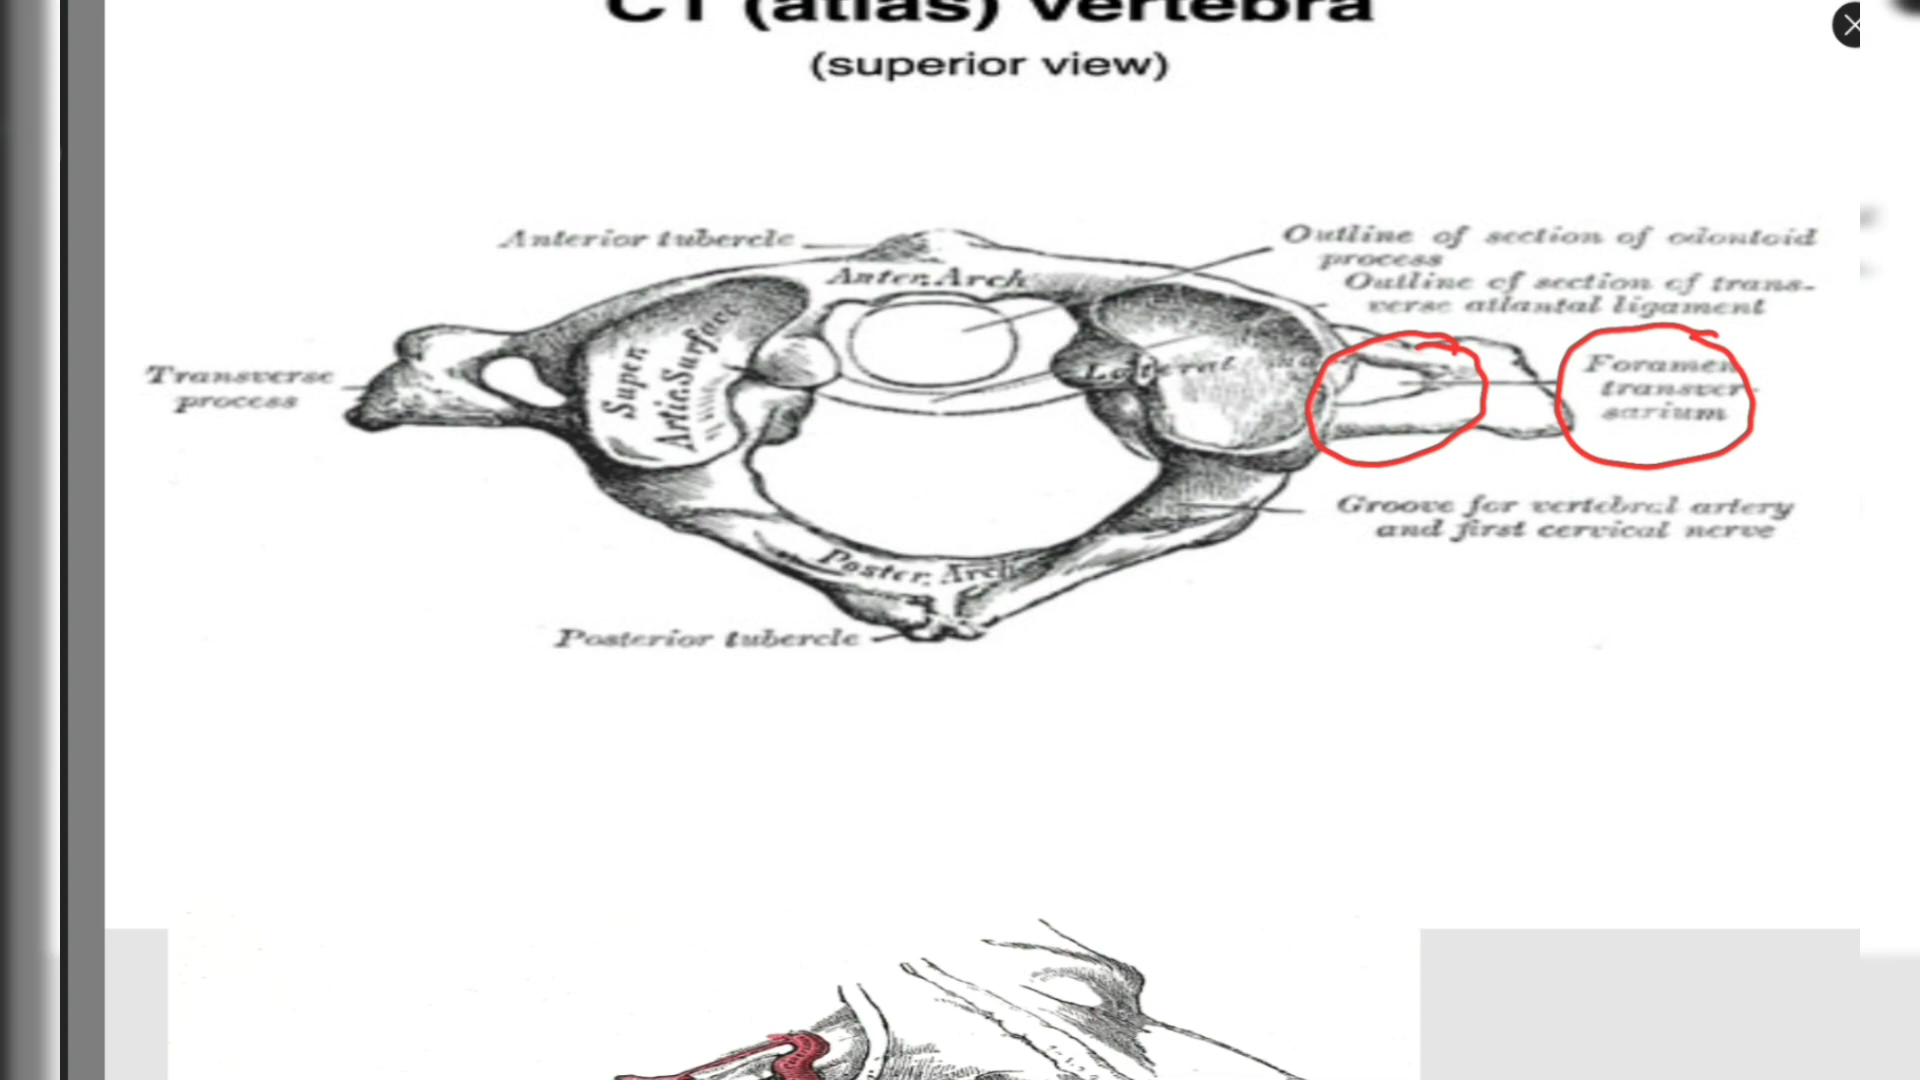 C1 (atlas) vertebra
(superior view)
Anterior tubercle
Outline of section of odontoid
process
Anter. Arch
Outline of section of trans-
verse atlantal ligament
Super.
Artic. Surface
Lateral
Transverse
process
Foramen
transver-
sarium
Groove for vertebral artery
and first cervical nerve
Poster. Arch
Posterior tubercle